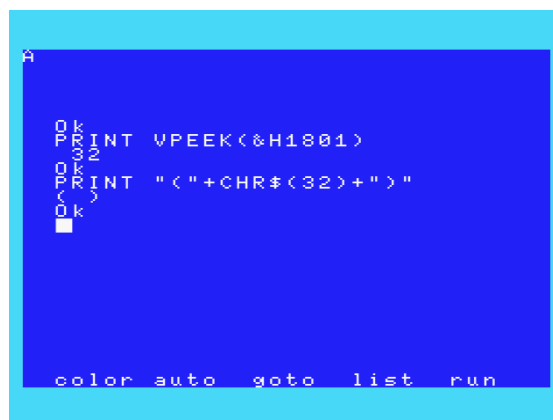 A
Ok
PRINT VPEEK(&H1801)
32
Ok
PRINT "("+CHR$(32)+")"
( )
Ok
color auto goto list run